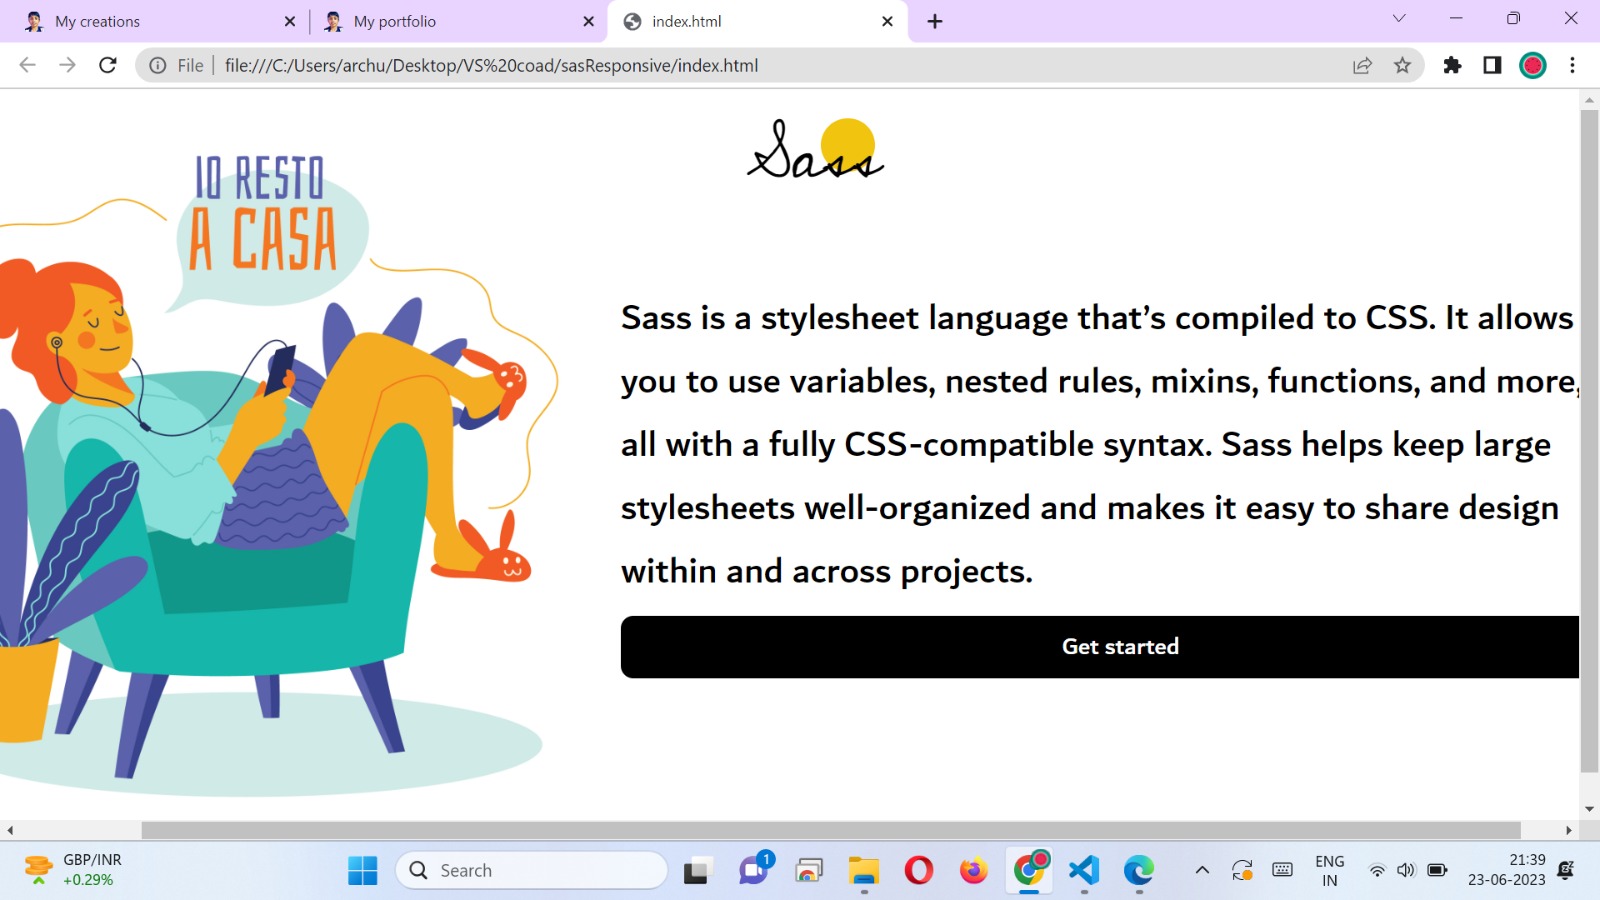 My creations
My portfolio
index.html
File
file:///C:/Users/archu/Desktop/VS%20coad/sasResponsive/index.html
IO RESTO
A CASA
Sass
Sass is a stylesheet language that’s compiled to CSS. It allows
you to use variables, nested rules, mixins, functions, and more,
all with a fully CSS-compatible syntax. Sass helps keep large
stylesheets well-organized and makes it easy to share design
within and across projects.
Get started
GBP/INR
+0.29%
Search
1
ENG
IN
21:39
23-06-2023